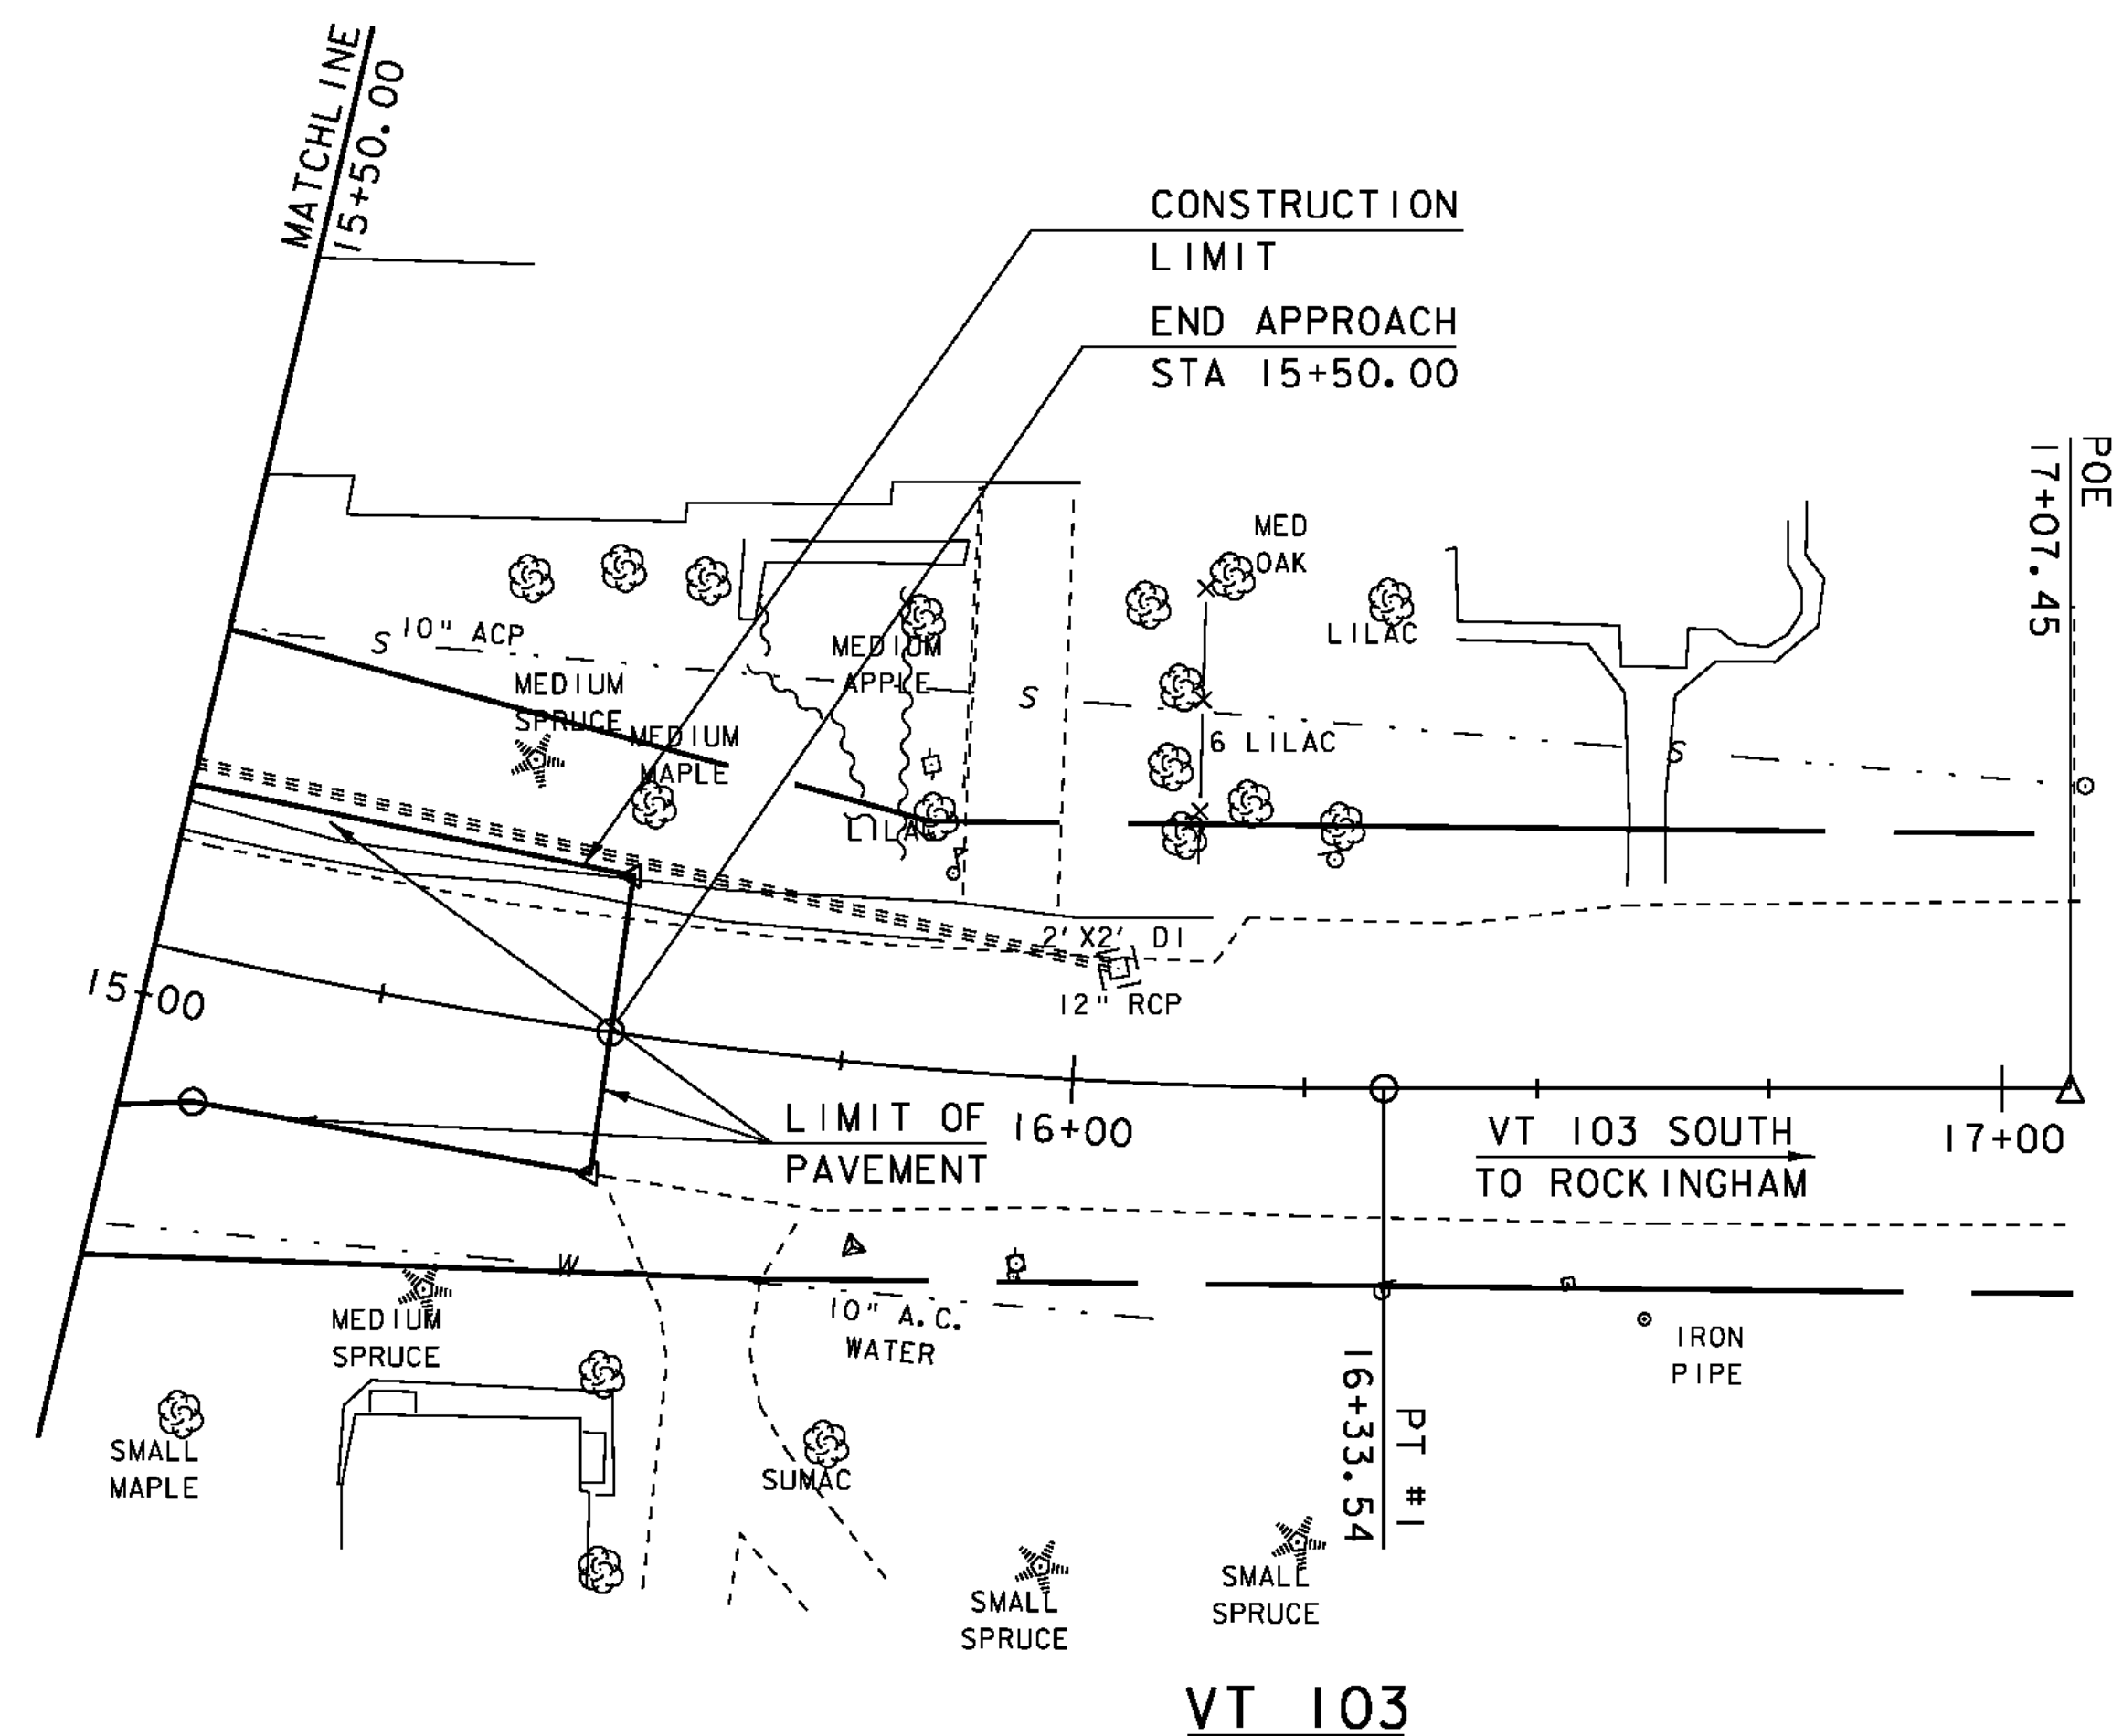 MATCHLINE
15+50.00
CONSTRUCTION
LIMIT
END APPROACH
STA 15+50.00
POE
17+07.45
MED
OAK
LILAC
S
10" ACP
MEDIUM
APPLE
MEDIUM
SPRUCE
S
MEDIUM
MAPLE
6 LILAC
S
LILAC
2'X2' DI
12" RCP
15+00
LIMIT OF
PAVEMENT
16+00
VT 103 SOUTH
TO ROCKINGHAM
17+00
W
10" A.C.
WATER
MEDIUM
SPRUCE
IRON
PIPE
PT #1
16+33.54
SMALL
MAPLE
SUMAC
SMALL
SPRUCE
SMALL
SPRUCE
VT 103